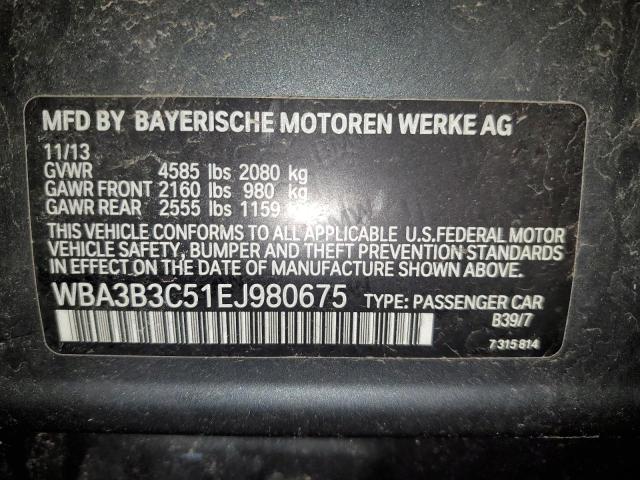 MFD BY BAYERISCHE MOTOREN WERKE AG
11/13
GVWR 4585 lbs 2080 kg
GAWR FRONT 2160 lbs 980 kg
GAWR REAR 2555 lbs 1159 kg
THIS VEHICLE CONFORMS TO ALL APPLICABLE U.S.FEDERAL MOTOR
VEHICLE SAFETY, BUMPER AND THEFT PREVENTION STANDARDS
IN EFFECT ON THE DATE OF MANUFACTURE SHOWN ABOVE.
WBA3B3C51EJ980675 TYPE: PASSENGER CAR
B39/7
7 315 814